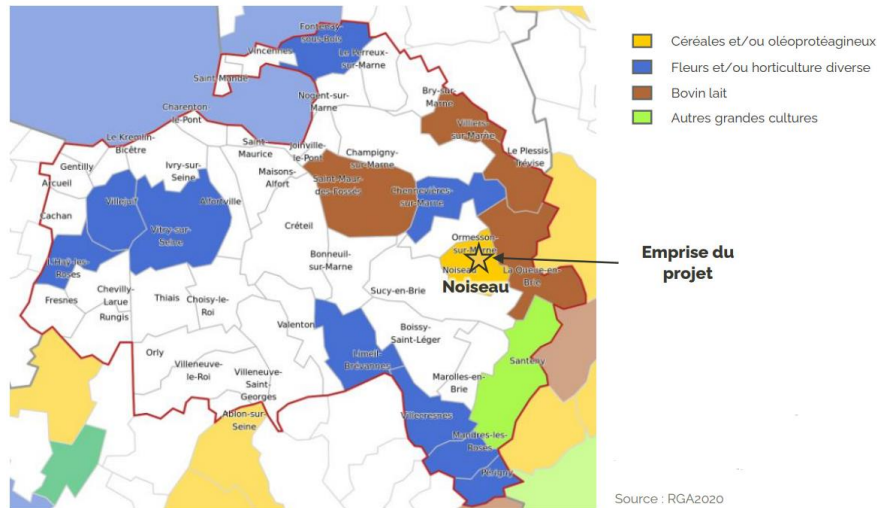 Fontenay-
sous-Bois
Vincennes
Le Perreux-
sur-Marne
Saint-Mandé
Nogent-sur-
Marne
Bry-sur-
Marne
Charenton-
le-Pont
Villiers-
sur-Marne
Le Kremlin-
Bicêtre
Saint-
Maurice
Joinville-
le-Pont
Champigny-
sur-Marne
Le Plessis-
Trévise
Gentilly
Ivry-sur-
Seine
Maisons-
Alfort
Saint-Maur-
des-Fossés
Arcueil
Villejuif
Alfortville
Chennevières-
sur-Marne
Cachan
Créteil
Vitry-sur-
Seine
Ormesson-
sur-Marne
L'Haÿ-les-
Roses
Bonneuil-
sur-Marne
Noiseau
La Queue-en-
Brie
Noiseau
Fresnes
Chevilly-
Larue
Rungis
Thiais
Choisy-le-
Roi
Sucy-en-Brie
Valenton
Boissy-
Saint-Léger
Orly
Limeil-
Brévannes
Santeny
Villeneuve-
le-Roi
Villeneuve-
Saint-
Georges
Marolles-en-
Brie
Ablon-sur-
Seine
Villecresnes
Mandres-les-
Roses
Périgny
Céréales et/ou oléoprotéagineux
Fleurs et/ou horticulture diverse
Bovin lait
Autres grandes cultures
Emprise du
projet
Source : RGA2020